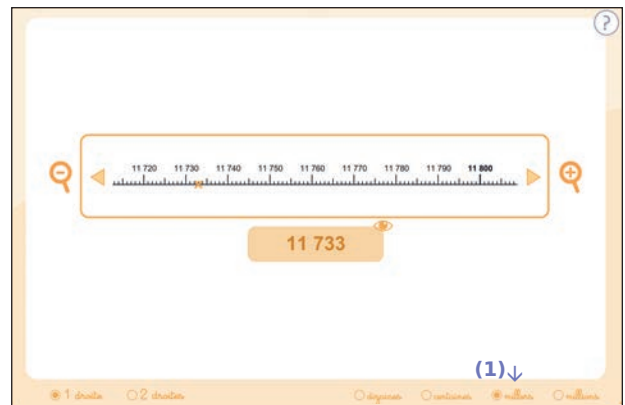 ?
11 720 11 730 11 740 11 750 11 760 11 770 11 780 11 790 11 800
11 733
(1)
1 droite 2 droites dizaines centaines milliers millions